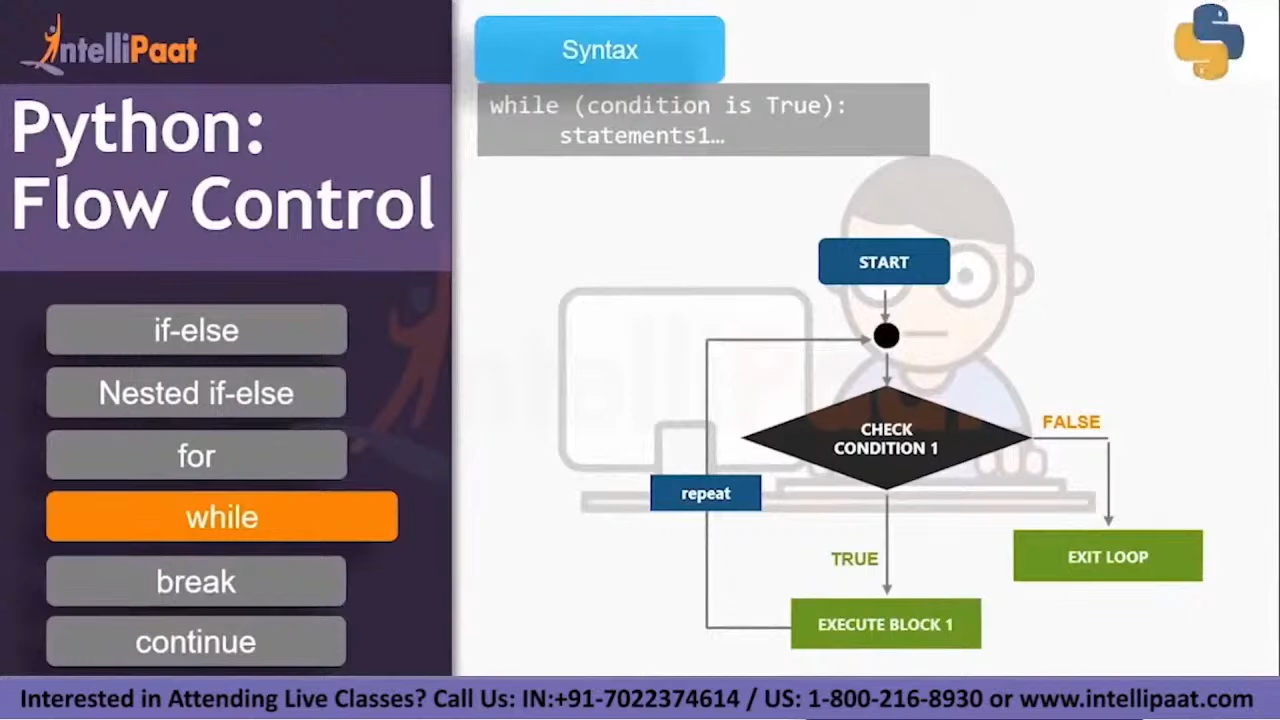 IntelliPaat
Python:
Flow Control
if-else
Nested if-else
for
while
break
continue
Syntax
while (condition is True):
statements1…
START
CHECK
CONDITION 1
FALSE
repeat
TRUE
EXIT LOOP
EXECUTE BLOCK 1
Interested in Attending Live Classes? Call Us: IN:+91-7022374614 / US: 1-800-216-8930 or www.intellipaat.com